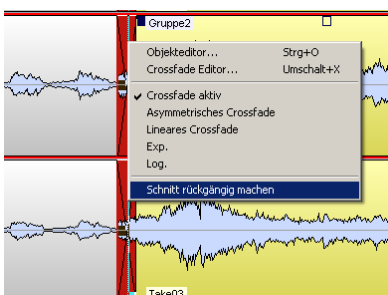 Gruppe2
Objekteditor... Strg+O
Crossfade Editor... Umschalt+X
Crossfade aktiv
Asymmetrisches Crossfade
Lineares Crossfade
Exp.
Log.
Schnitt rückgängig machen
Take03